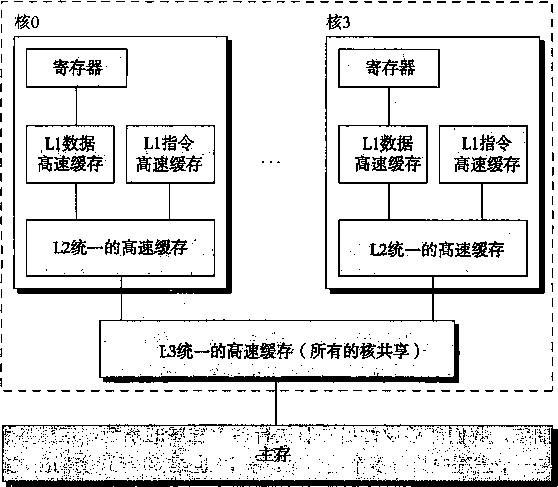 核0
核3
寄存器
寄存器
L1数据
高速缓存
L1指令
高速缓存
...
L1数据
高速缓存
L1指令
高速缓存
L2统一的高速缓存
L2统一的高速缓存
L3统一的高速缓存（所有的核共享）
主存